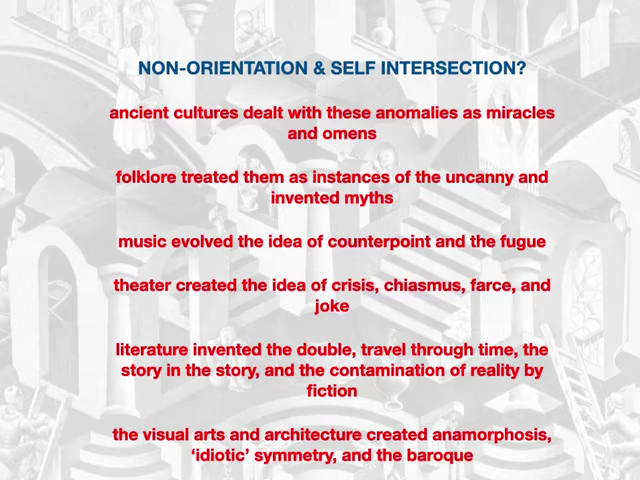 NON-ORIENTATION & SELF INTERSECTION?
ancient cultures dealt with these anomalies as miracles
and omens
folklore treated them as instances of the uncanny and
invented myths
music evolved the idea of counterpoint and the fugue
theater created the idea of crisis, chiasmus, farce, and
joke
literature invented the double, travel through time, the
story in the story, and the contamination of reality by
fiction
the visual arts and architecture created anamorphosis,
‘idiotic’ symmetry, and the baroque